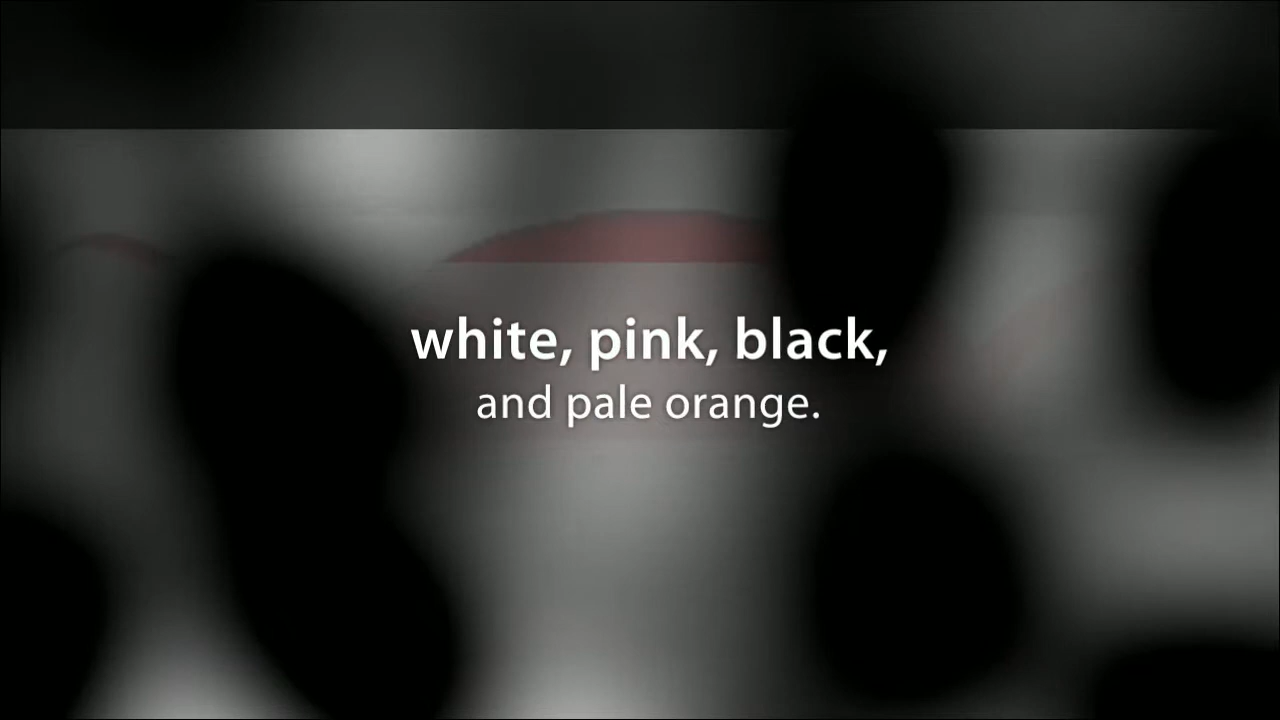 white, pink, black,
and pale orange.